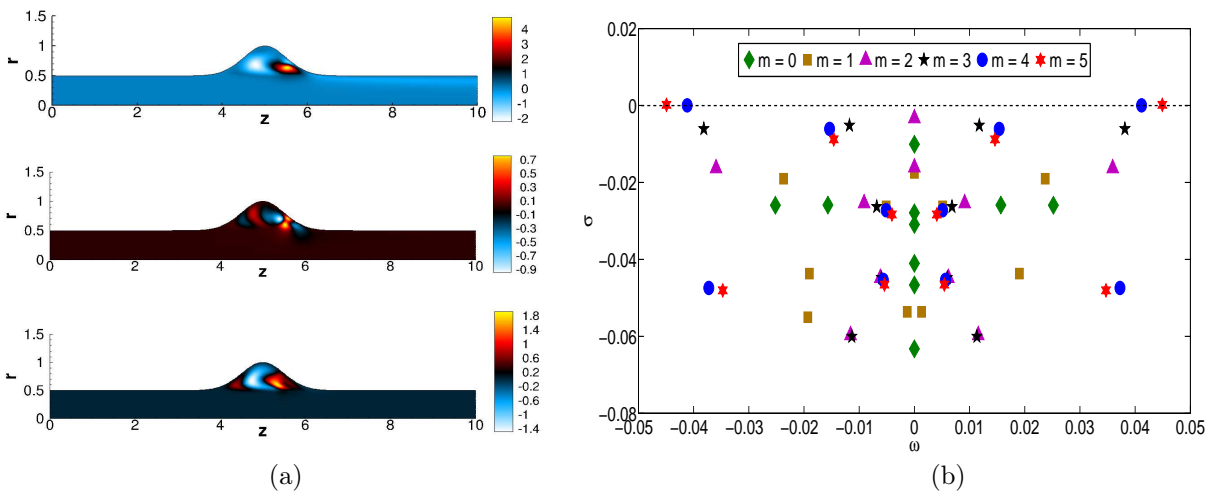 1.5
1
r
0.5
0
0 2 4 6 8 10
z
4
3
2
1
0
-1
-2
1.5
1
r
0.5
0
0 2 4 6 8 10
z
0.7
0.5
0.3
0.1
-0.1
-0.3
-0.5
-0.7
-0.9
1.5
1
r
0.5
0
0 2 4 6 8 10
z
1.8
1.4
1
0.6
0.2
-0.2
-0.6
-1
-1.4
(a)
0.02
0
−0.02
−0.04
−0.06
−0.08
σ
m = 0 m = 1 m = 2 m = 3 m = 4 m = 5
−0.05 −0.04 −0.03 −0.02 −0.01 0 0.01 0.02 0.03 0.04 0.05
ω
(b)